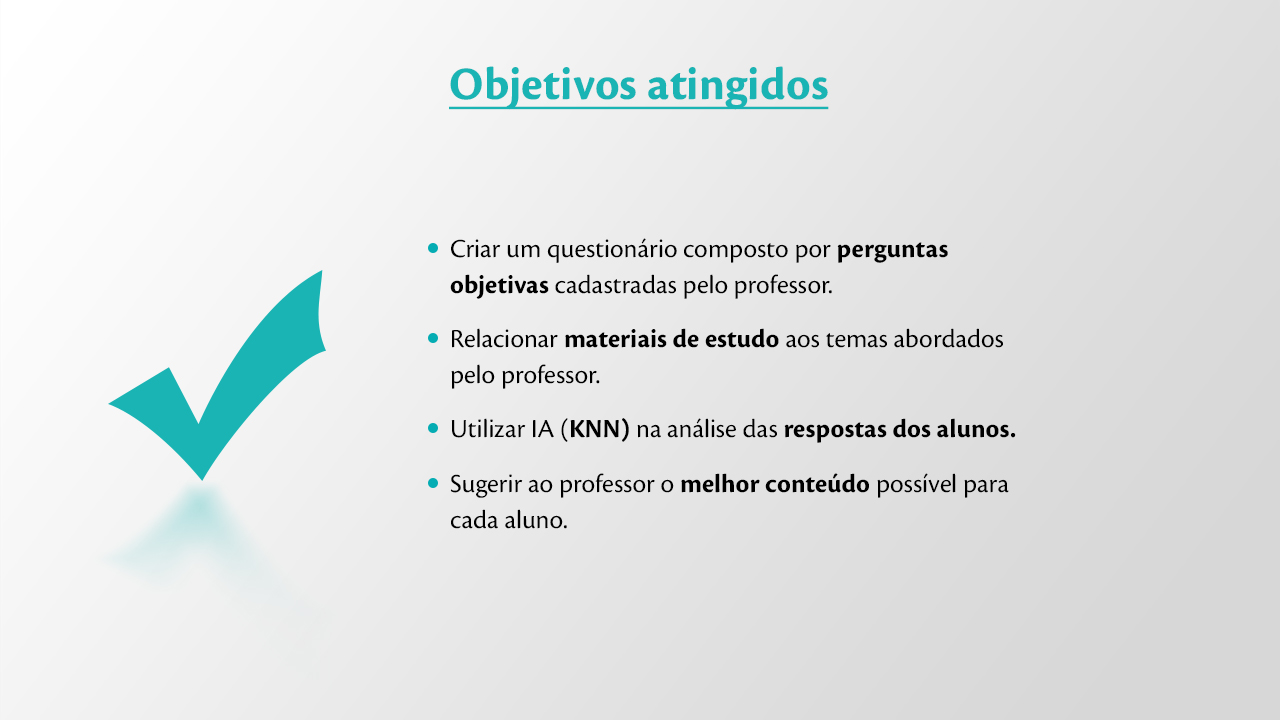 Objetivos atingidos
Criar um questionário composto por perguntas
objetivas cadastradas pelo professor.
Relacionar materiais de estudo aos temas abordados
pelo professor.
Utilizar IA (KNN) na análise das respostas dos alunos.
Sugerir ao professor o melhor conteúdo possível para
cada aluno.